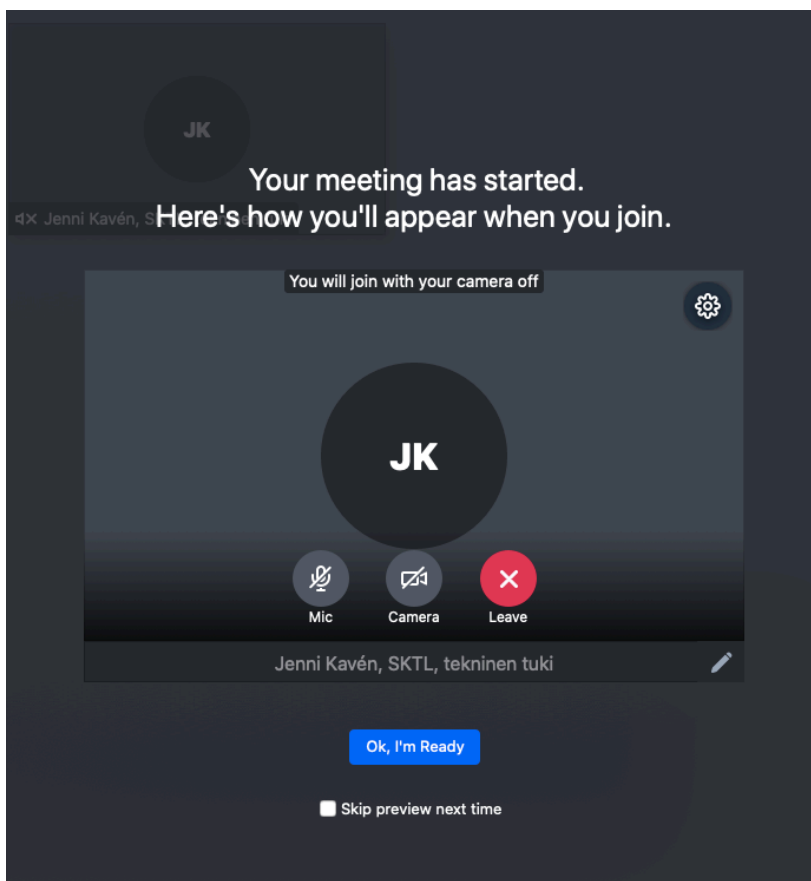 JK
Your meeting has started.
Jenni Kavén, S
Here's how you'll appear when you join.
You will join with your camera off
JK
Mic
Camera
Leave
Jenni Kavén, SKTL, tekninen tuki
Ok, I'm Ready
Skip preview next time